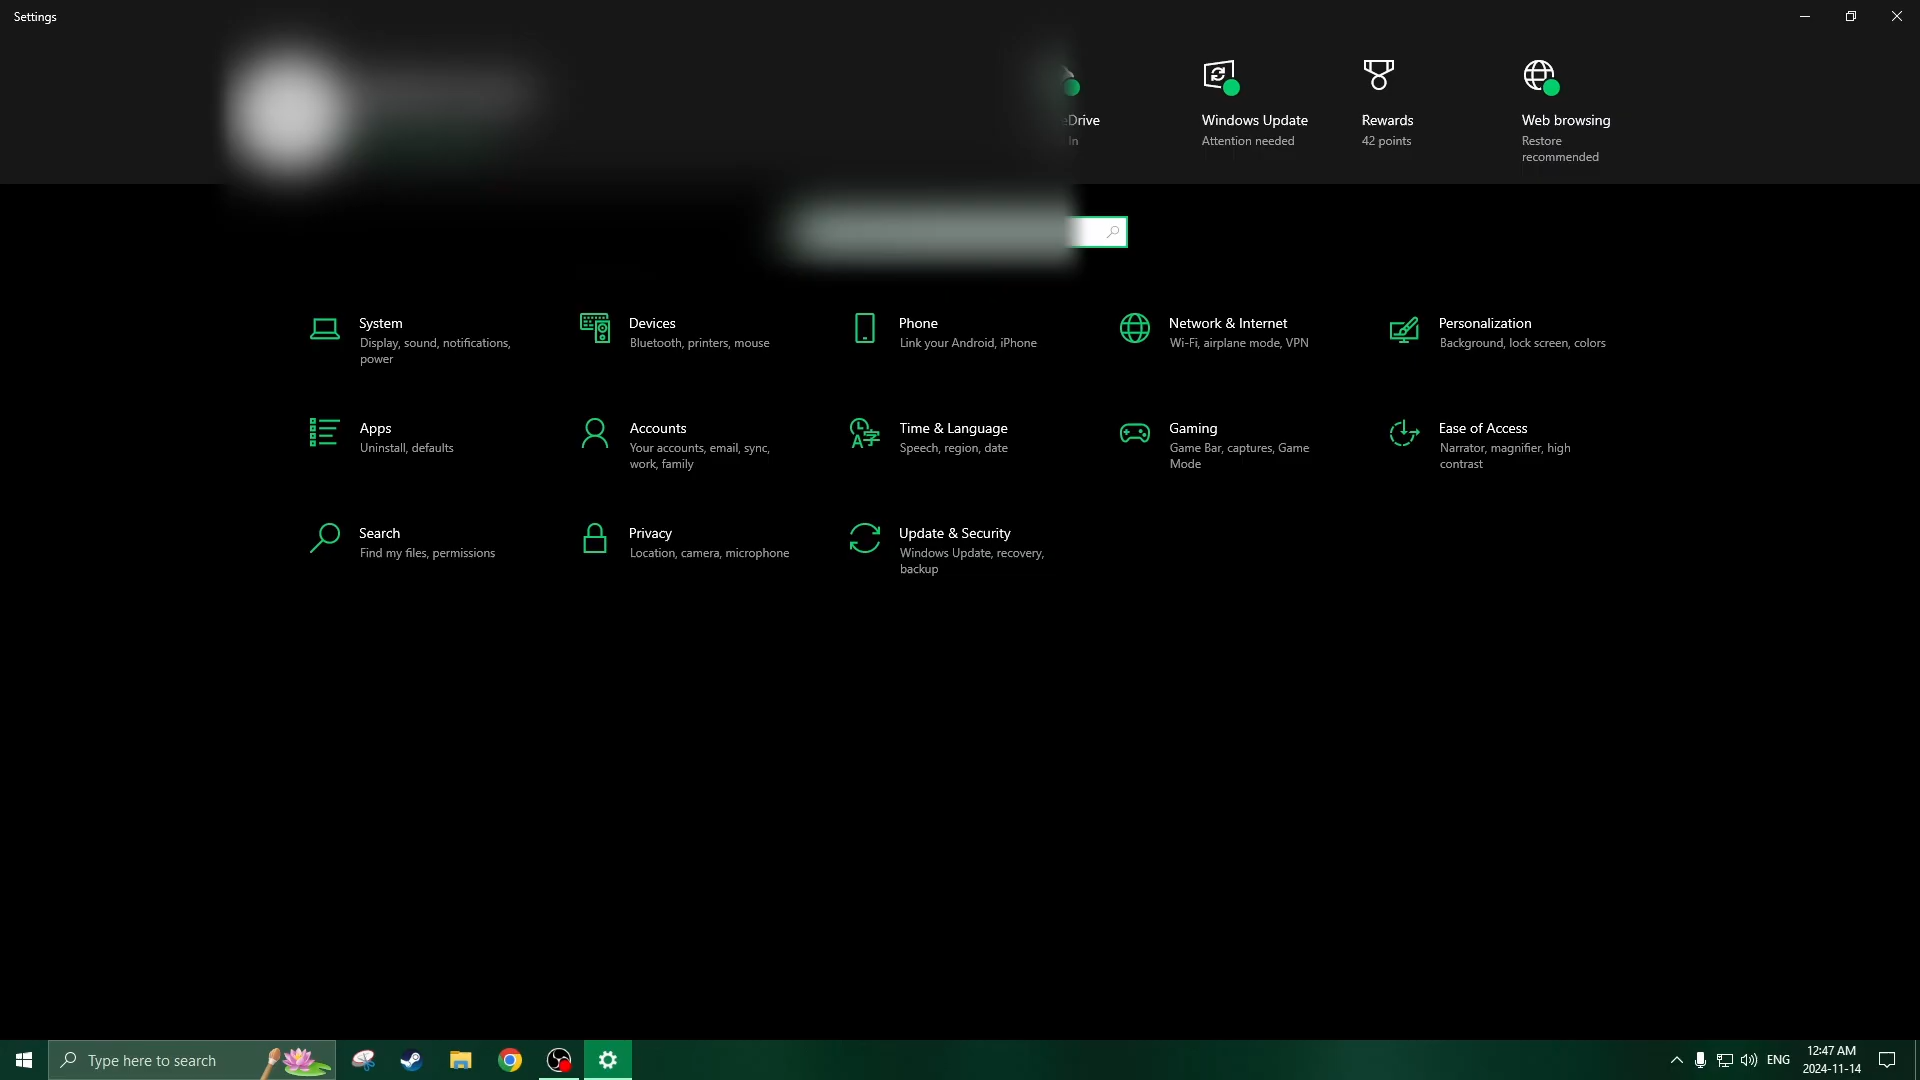 Settings
Drive
In
Windows Update
Attention needed
Rewards
42 points
Web browsing
Restore
recommended
System
Display, sound, notifications,
power
Devices
Bluetooth, printers, mouse
Phone
Link your Android, iPhone
Network & Internet
Wi-Fi, airplane mode, VPN
Personalization
Background, lock screen, colors
Apps
Uninstall, defaults
Accounts
Your accounts, email, sync,
work, family
Time & Language
Speech, region, date
Gaming
Game Bar, captures, Game
Mode
Ease of Access
Narrator, magnifier, high
contrast
Search
Find my files, permissions
Privacy
Location, camera, microphone
Update & Security
Windows Update, recovery,
backup
Type here to search
ENG
12:47 AM
2024-11-14